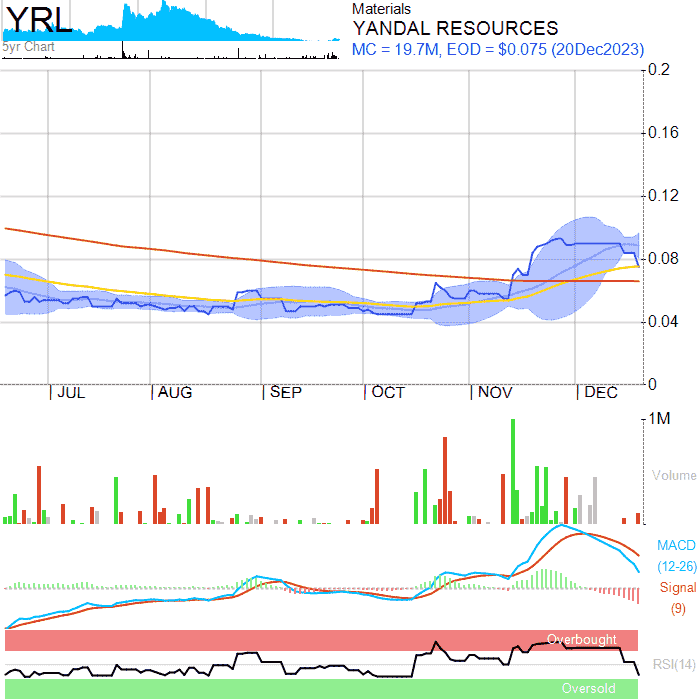 YRL
5yr Chart
Materials
YANDAL RESOURCES
MC = 19.7M, EOD = $0.075 (20Dec2023)
0.2
0.16
0.12
0.08
0.04
0
JUL AUG SEP OCT NOV DEC
1M
Volume
MACD
(12-26)
Signal
(9)
Overbought
RSI(14)
Oversold